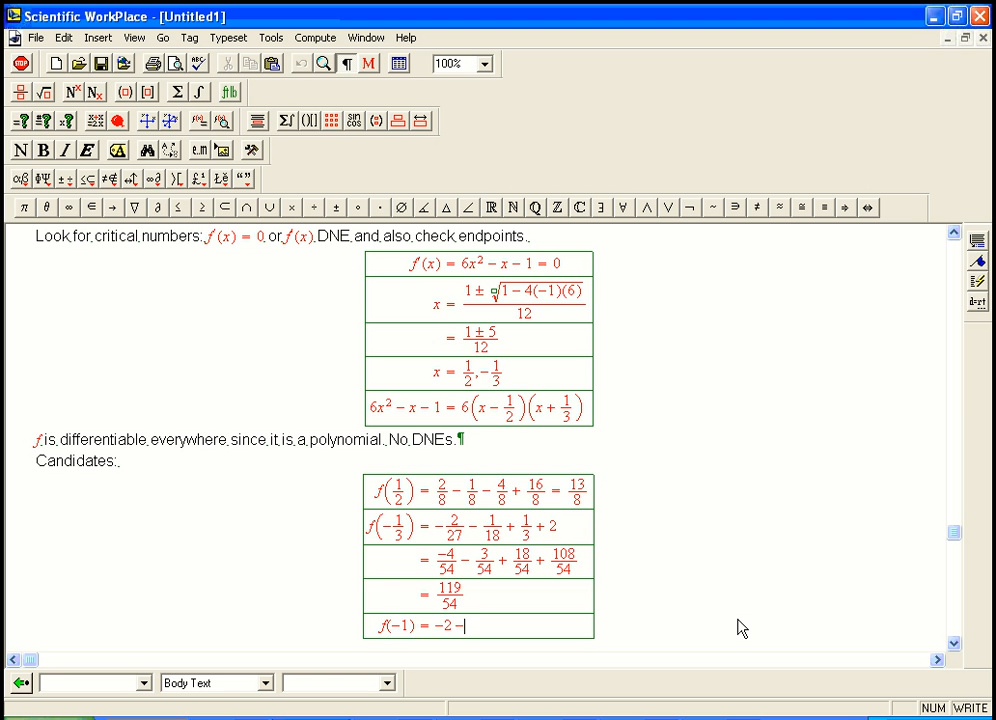 Scientific WorkPlace - [Untitled1]
File Edit Insert View Go Tag Typeset Tools Compute Window Help
100%
Look for critical numbers: f′(x) = 0 or f′(x) DNE and also check endpoints.
f′(x) = 6x² − x − 1 = 0
x = (1 ± √(1 − 4(−1)(6)))/12
= (1 ± 5)/12
x = 1/2, −1/3
6x² − x − 1 = 6(x − 1/2)(x + 1/3)
f is differentiable everywhere since it is a polynomial. No DNEs.¶
Candidates:
f(1/2) = 2/8 − 1/8 − 4/8 + 16/8 = 13/8
f(−1/3) = −2/27 − 1/18 + 1/3 + 2
= −4/54 − 3/54 + 18/54 + 108/54
= 119/54
f(−1) = −2 −
Body Text
NUM WRITE